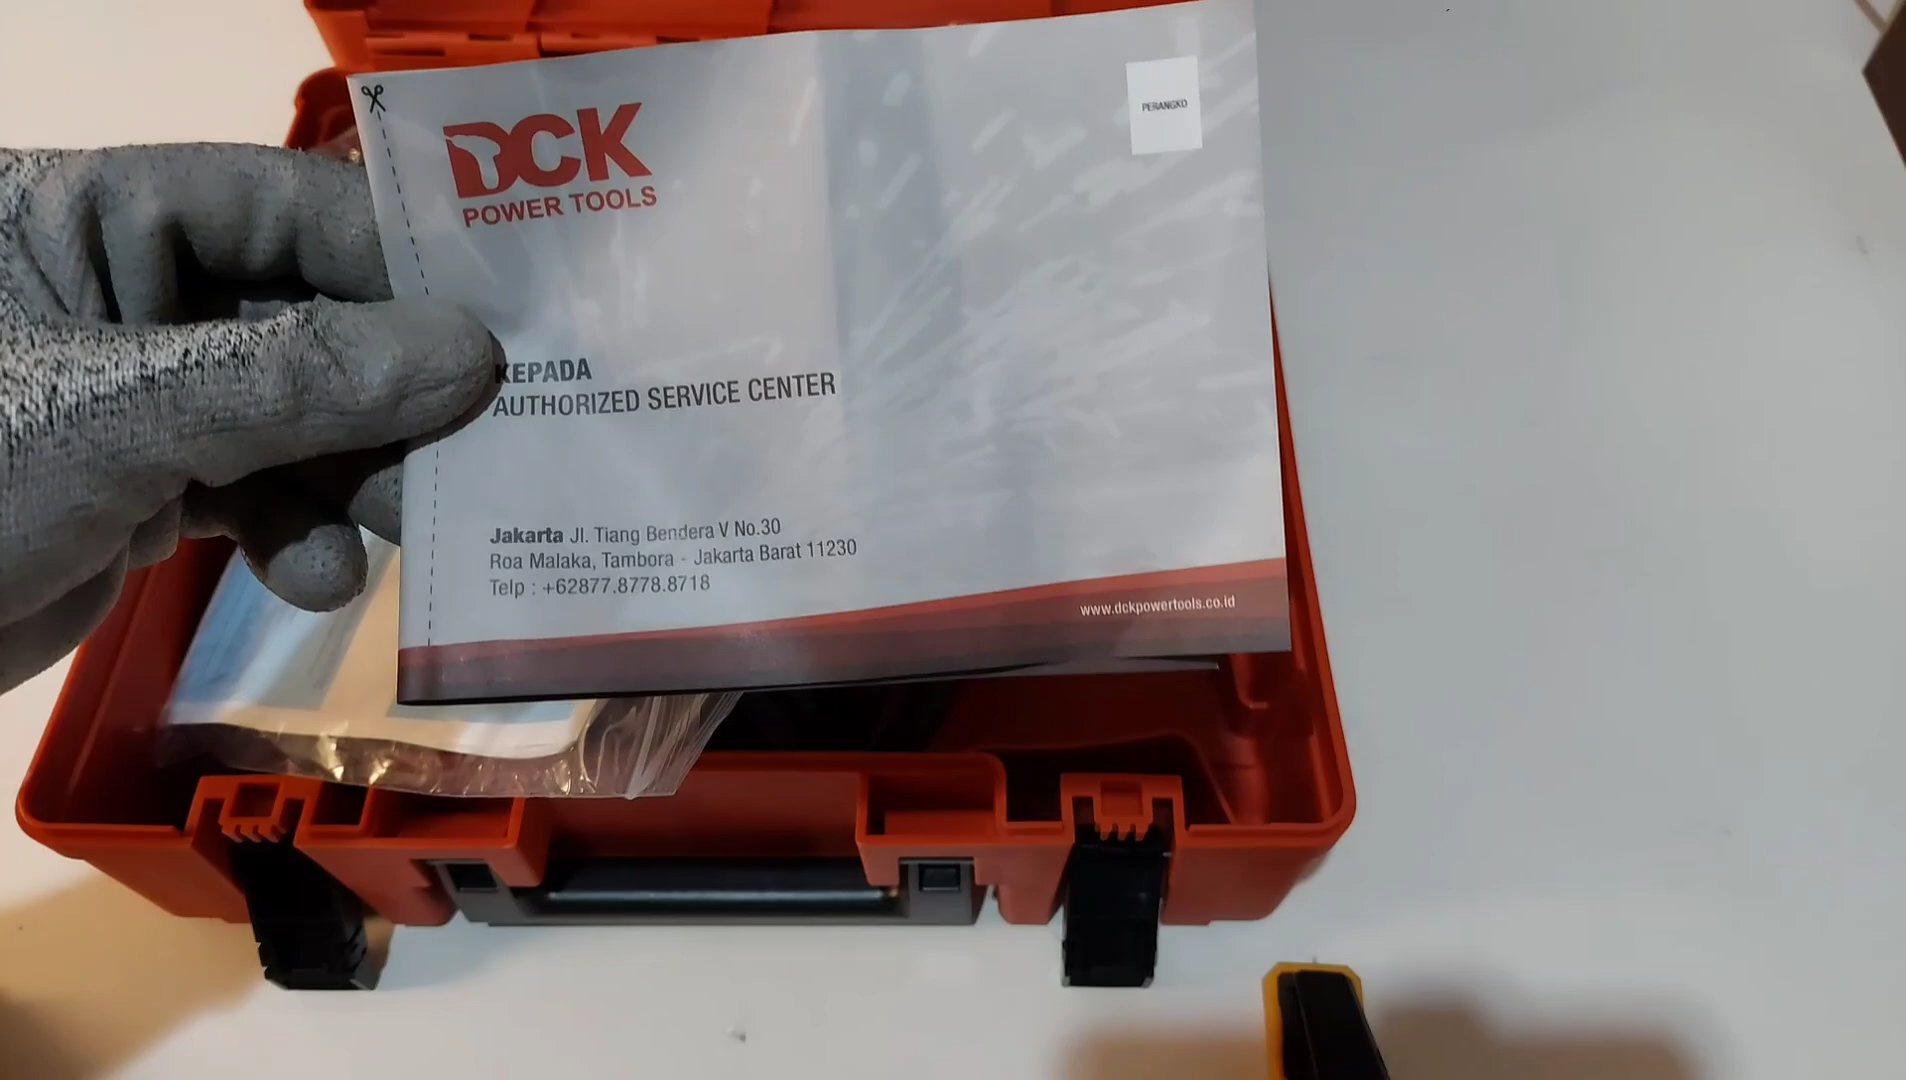 DCK
POWER TOOLS
PERANGKO
KEPADA
AUTHORIZED SERVICE CENTER
Jakarta Jl. Tiang Bendera V No.30
Roa Malaka, Tambora - Jakarta Barat 11230
Telp : +62877.8778.8718
www.dckpowertools.co.id